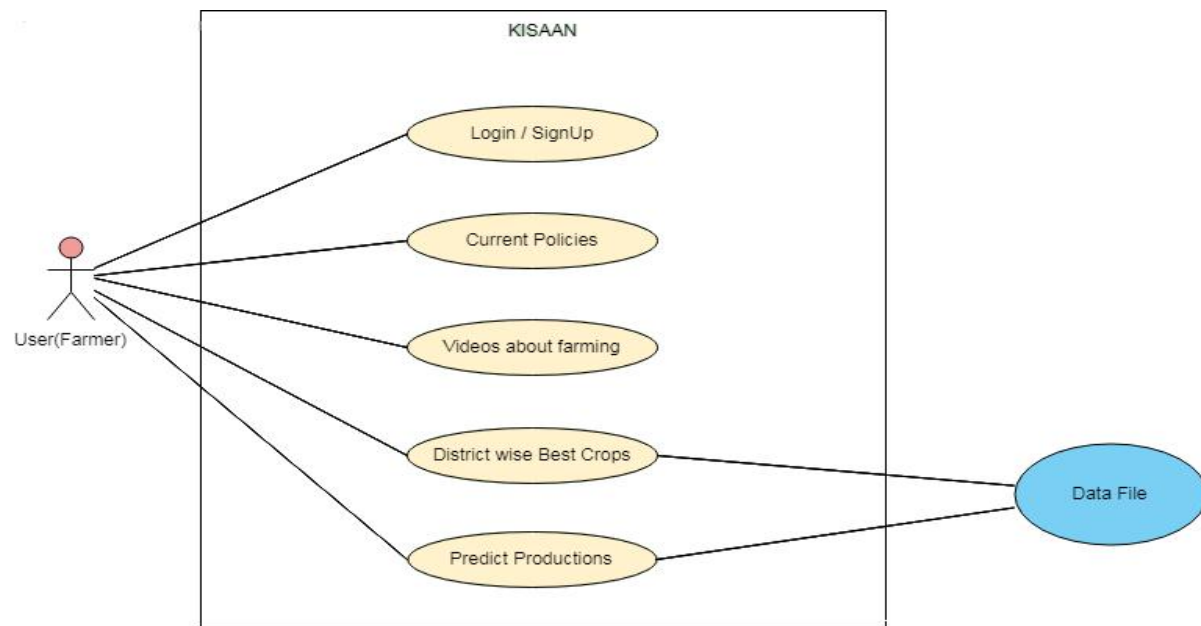 KISAAN
Login / SignUp
Current Policies
User(Farmer)
Videos about farming
District wise Best Crops
Data File
Predict Productions